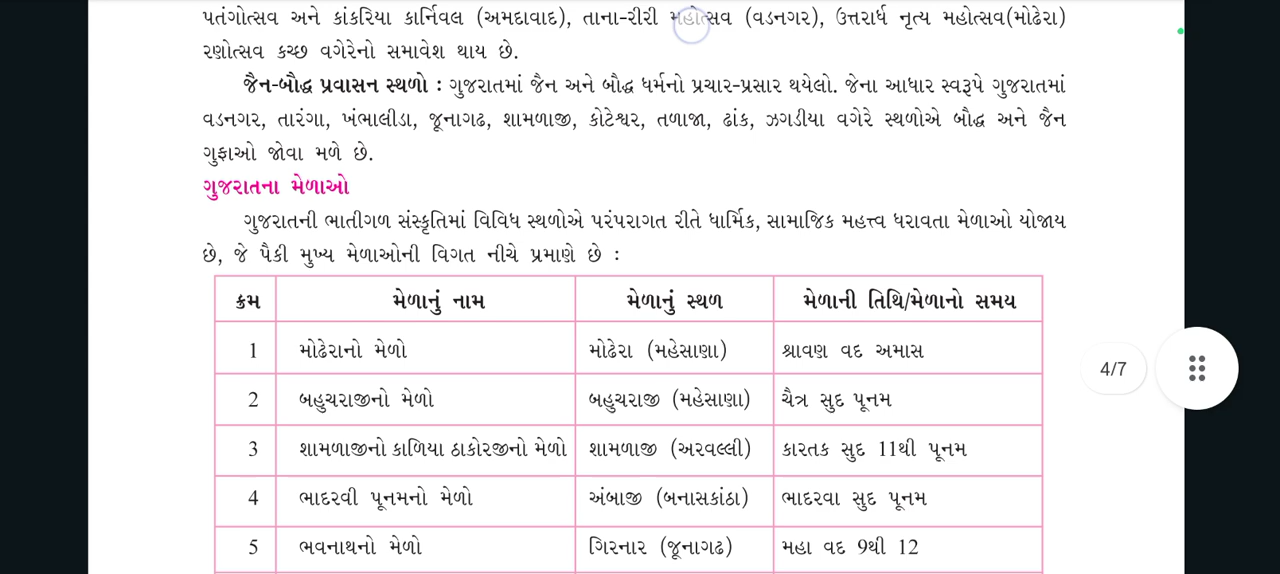 પતંગોત્સવ અને કાંકરિયા કાર્નિવલ (અમદાવાદ), તાના-રીરી મહોત્સવ (વડનગર), ઉત્તરાર્ધ નૃત્ય મહોત્સવ(મોઢેરા)
રણોત્સવ કચ્છ વગેરેનો સમાવેશ થાય છે.
જૈન-બૌદ્ધ પ્રવાસન સ્થળો : ગુજરાતમાં જૈન અને બૌદ્ધ ધર્મનો પ્રચાર-પ્રસાર થયેલો. જેના આધાર સ્વરૂપે ગુજરાતમાં
વડનગર, તારંગા, ખંભાલીડા, જૂનાગઢ, શામળાજી, કોટેશ્વર, તળાજા, ઢાંક, ઝગડીયા વગેરે સ્થળોએ બૌદ્ધ અને જૈન
ગુફાઓ જોવા મળે છે.
ગુજરાતના મેળાઓ
ગુજરાતની ભાતીગળ સંસ્કૃતિમાં વિવિધ સ્થળોએ પરંપરાગત રીતે ધાર્મિક, સામાજિક મહત્ત્વ ધરાવતા મેળાઓ યોજાય
છે, જે પૈકી મુખ્ય મેળાઓની વિગત નીચે પ્રમાણે છે :
ક્રમ મેળાનું નામ મેળાનું સ્થળ મેળાની તિથિ/મેળાનો સમય
1 મોઢેરાનો મેળો મોઢેરા (મહેસાણા) શ્રાવણ વદ અમાસ
2 બહુચરાજીનો મેળો બહુચરાજી (મહેસાણા) ચૈત્ર સુદ પૂનમ
3 શામળાજીનો કાળિયા ઠાકોરજીનો મેળો શામળાજી (અરવલ્લી) કારતક સુદ 11થી પૂનમ
4 ભાદરવી પૂનમનો મેળો અંબાજી (બનાસકાંઠા) ભાદરવા સુદ પૂનમ
5 ભવનાથનો મેળો ગિરનાર (જૂનાગઢ) મહા વદ 9થી 12
4/7